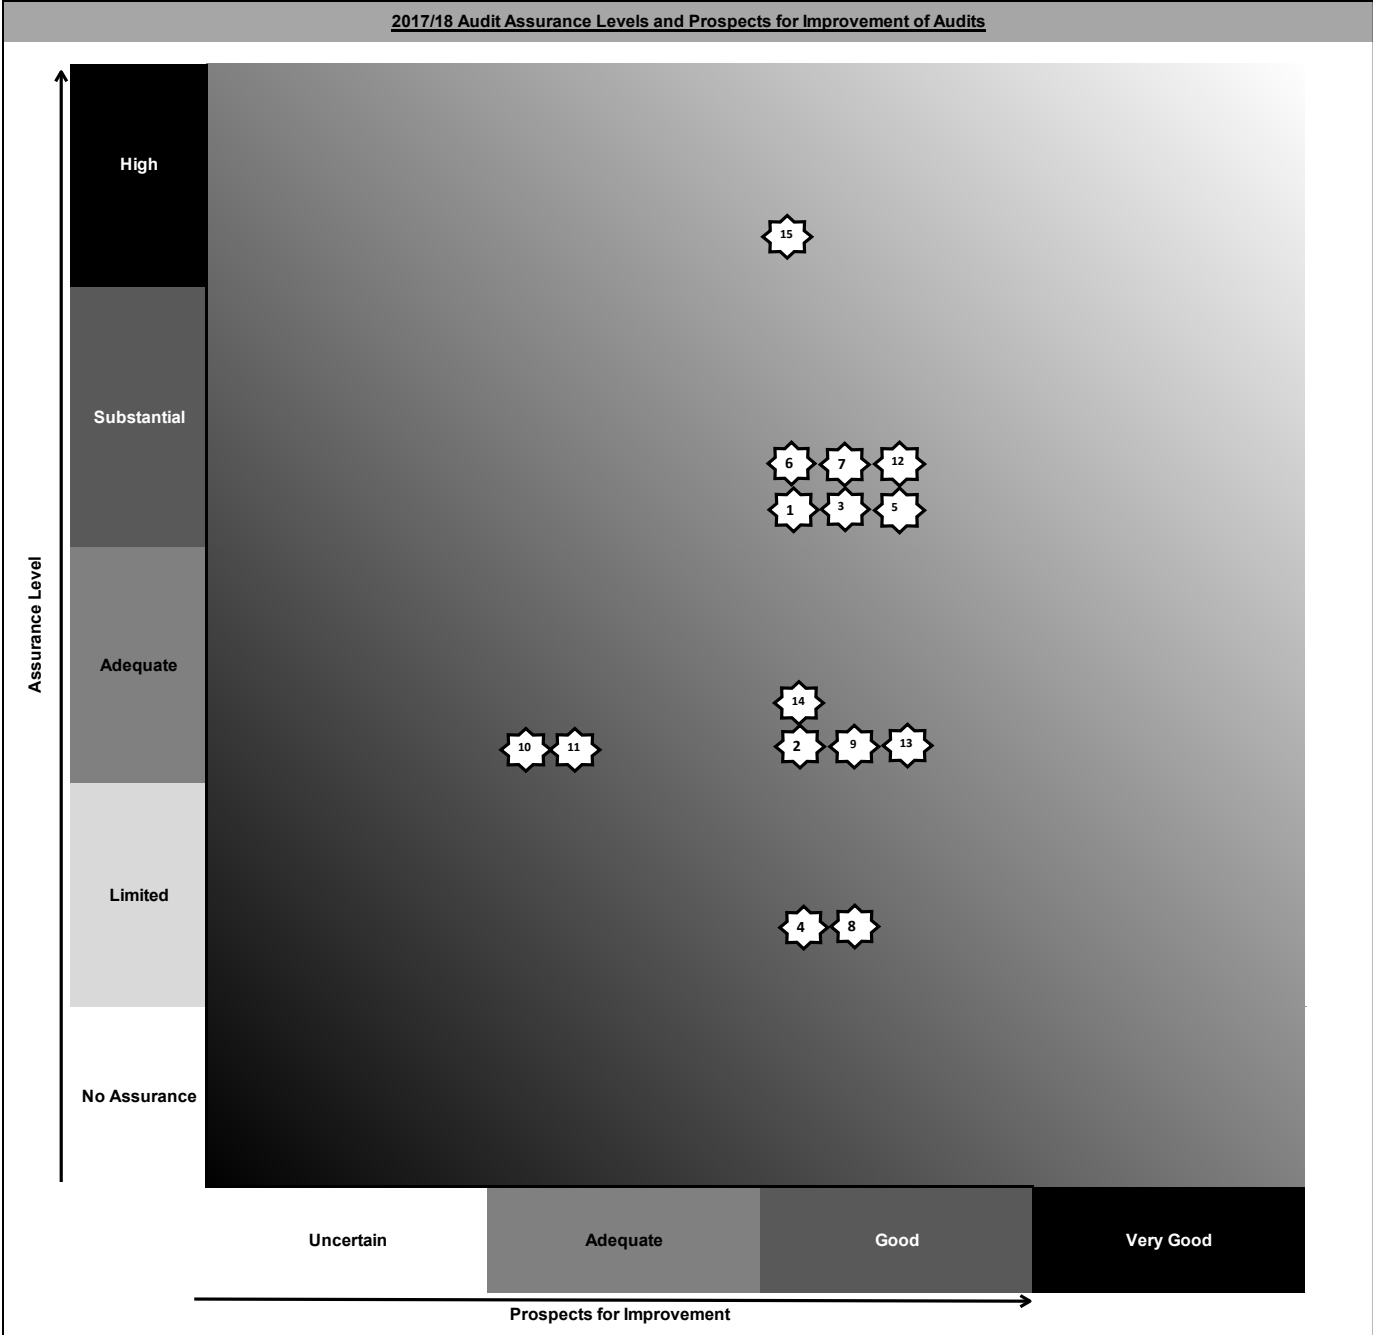 2017/18 Audit Assurance Levels and Prospects for Improvement of Audits
High
15
Substantial
6 7 12
1 3 5
Assurance Level
Adequate
14
10 11 2 9 13
Limited
4 8
No Assurance
Uncertain Adequate Good Very Good
Prospects for Improvement